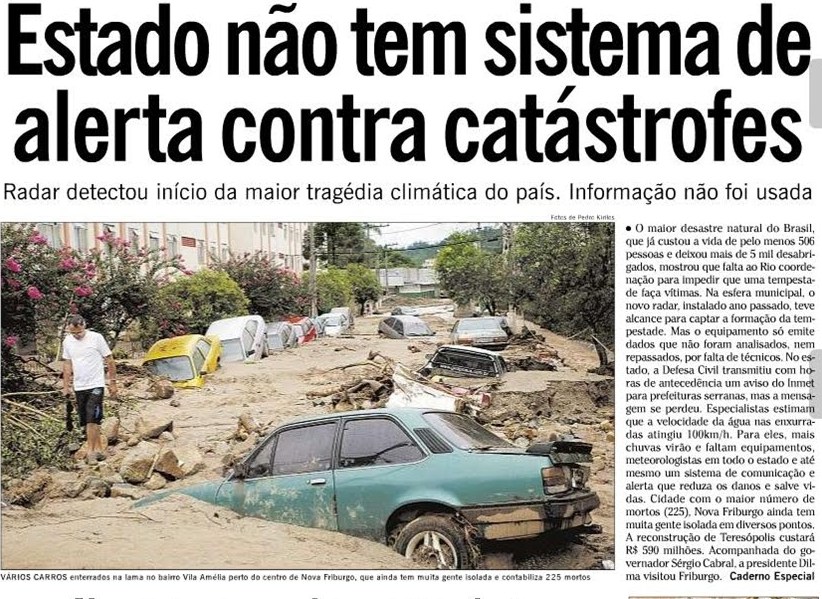 Estado não tem sistema de
alerta contra catástrofes
Radar detectou início da maior tragédia climática do país. Informação não foi usada
Fotos de Pedro Kirilos
● O maior desastre natural do Brasil,
que já custou a vida de pelo menos 506
pessoas e deixou mais de 5 mil desabri-
gados, mostrou que falta ao Rio coorde-
nação para impedir que uma tempesta-
de faça vítimas. Na esfera municipal, o
novo radar, instalado ano passado, teve
alcance para captar a formação da tem-
pestade. Mas o equipamento só emite
dados que não foram analisados, nem
repassados, por falta de técnicos. No es-
tado, a Defesa Civil transmitiu com ho-
ras de antecedência um aviso do Inmet
para prefeituras serranas, mas a mensa-
gem se perdeu. Especialistas estimam
que a velocidade da água nas enxurra-
das atingiu 100km/h. Para eles, mais
chuvas virão e faltam equipamentos,
meteorologistas em todo o estado e até
mesmo um sistema de comunicação e
alerta que reduza os danos e salve vi-
das. Cidade com o maior número de
mortos (225), Nova Friburgo ainda tem
muita gente isolada em diversos pontos.
A reconstrução de Teresópolis custará
R$ 590 milhões. Acompanhada do go-
vernador Sérgio Cabral, a presidente Dil-
ma visitou Friburgo. Caderno Especial
VÁRIOS CARROS enterrados na lama no bairro Vila Amélia perto do centro de Nova Friburgo, que ainda tem muita gente isolada e contabiliza 225 mortos